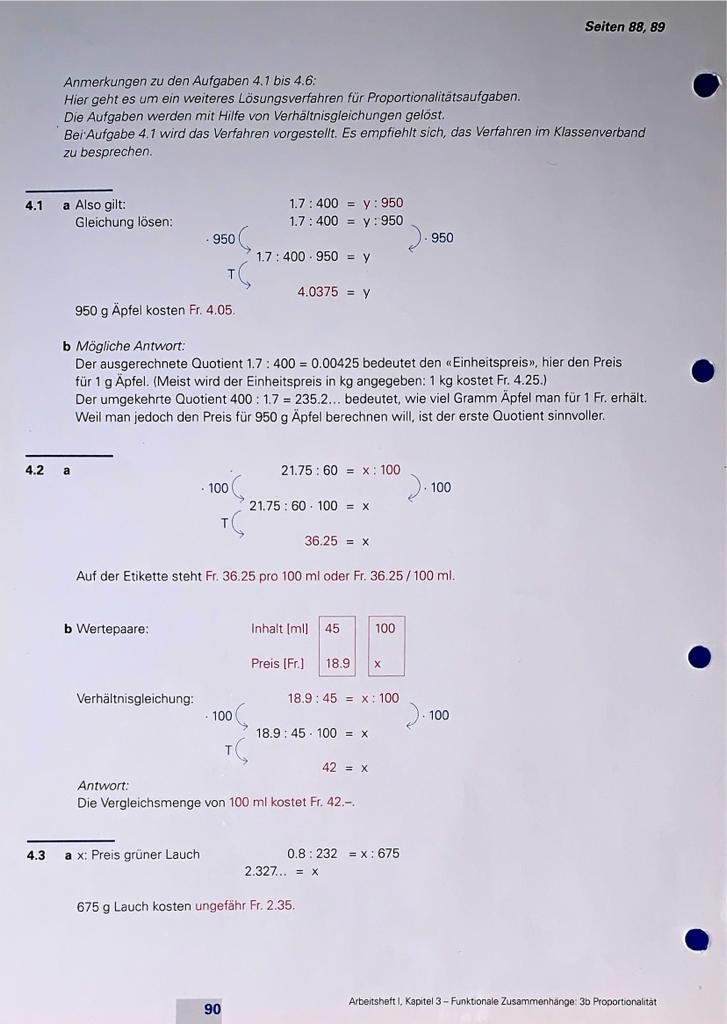 Seiten 88, 89
Anmerkungen zu den Aufgaben 4.1 bis 4.6:
Hier geht es um ein weiteres Lösungsverfahren für Proportionalitätsaufgaben.
Die Aufgaben werden mit Hilfe von Verhältnisgleichungen gelöst.
Bei Aufgabe 4.1 wird das Verfahren vorgestellt. Es empfiehlt sich, das Verfahren im Klassenverband
zu besprechen.
4.1 a Also gilt: 1.7 : 400 = y : 950
Gleichung lösen: 1.7 : 400 = y : 950
· 950 · 950
1.7 : 400 · 950 = y
T
4.0375 = y
950 g Äpfel kosten Fr. 4.05.
b Mögliche Antwort:
Der ausgerechnete Quotient 1.7 : 400 = 0.00425 bedeutet den «Einheitspreis», hier den Preis
für 1 g Äpfel. (Meist wird der Einheitspreis in kg angegeben: 1 kg kostet Fr. 4.25.)
Der umgekehrte Quotient 400 : 1.7 = 235.2... bedeutet, wie viel Gramm Äpfel man für 1 Fr. erhält.
Weil man jedoch den Preis für 950 g Äpfel berechnen will, ist der erste Quotient sinnvoller.
4.2 a 21.75 : 60 = x : 100
· 100 · 100
21.75 : 60 · 100 = x
T
36.25 = x
Auf der Etikette steht Fr. 36.25 pro 100 ml oder Fr. 36.25 / 100 ml.
b Wertepaare: Inhalt [ml] 45 100
Preis [Fr.] 18.9 x
Verhältnisgleichung: 18.9 : 45 = x : 100
· 100 · 100
18.9 : 45 · 100 = x
T
42 = x
Antwort:
Die Vergleichsmenge von 100 ml kostet Fr. 42.–.
4.3 a x: Preis grüner Lauch 0.8 : 232 = x : 675
2.327... = x
675 g Lauch kosten ungefähr Fr. 2.35.
90 Arbeitsheft I, Kapitel 3 – Funktionale Zusammenhänge: 3b Proportionalität